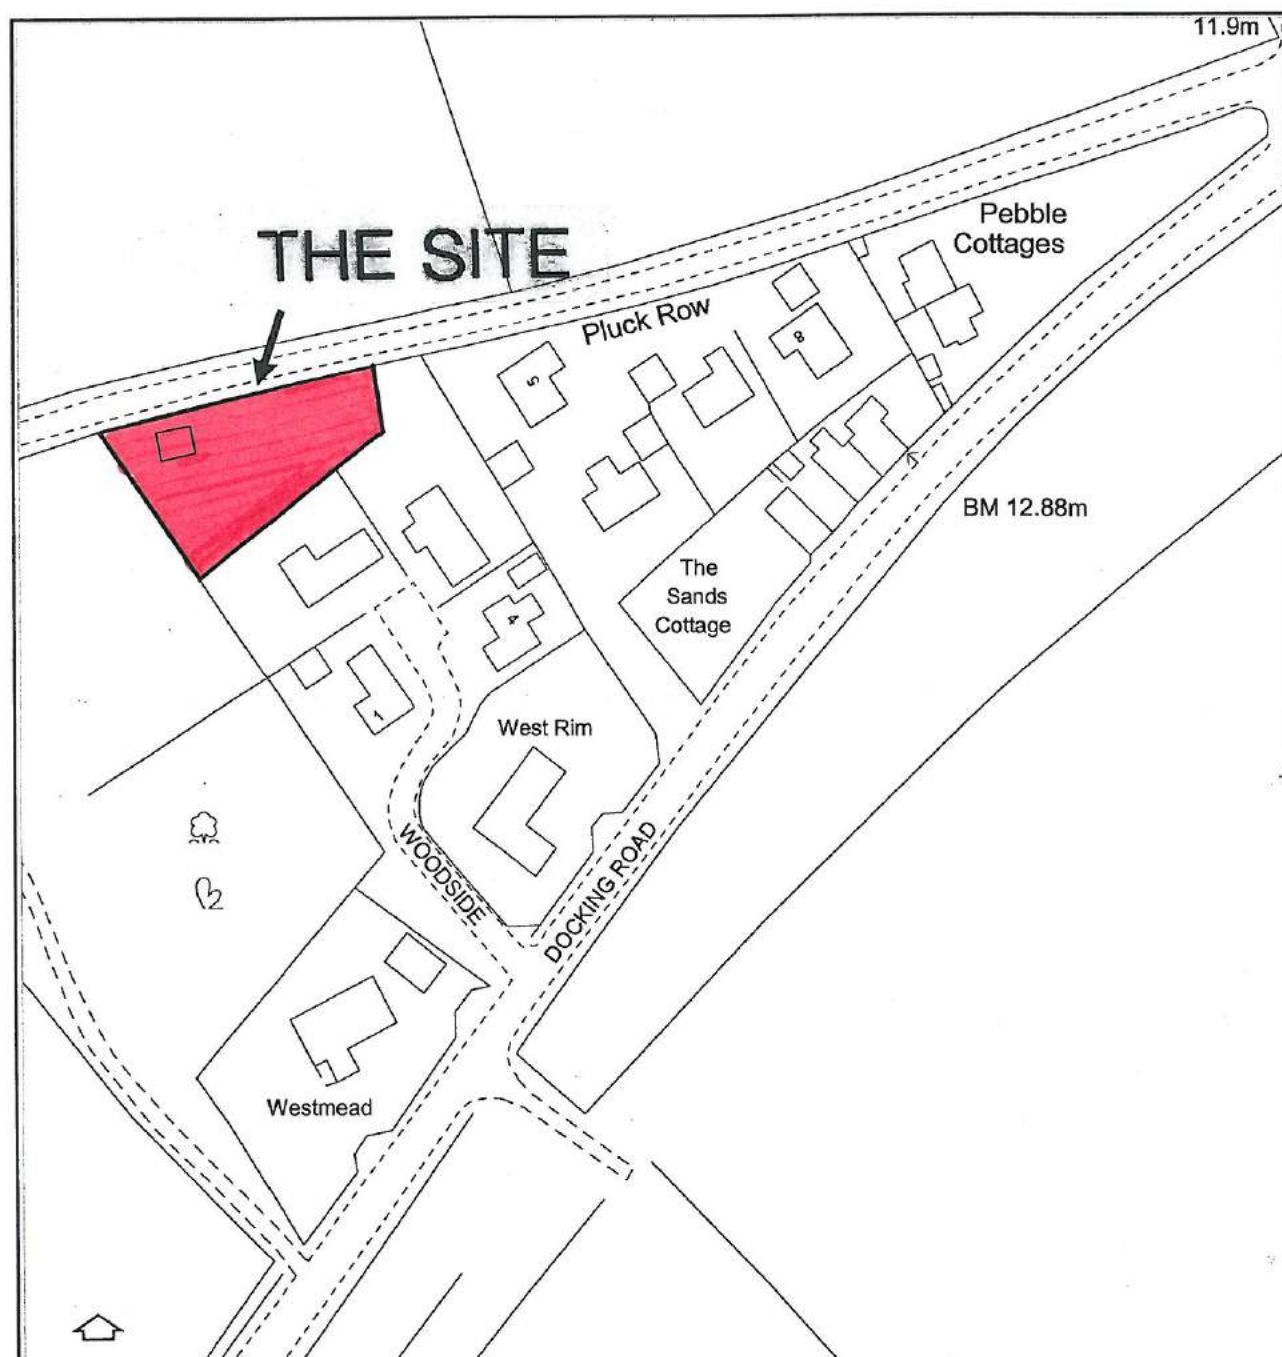 11.9m
THE SITE
Pebble
Cottages
Pluck Row
8
5
BM 12.88m
The
Sands
Cottage
4
1
West Rim
WOODSIDE
DOCKING ROAD
Westmead